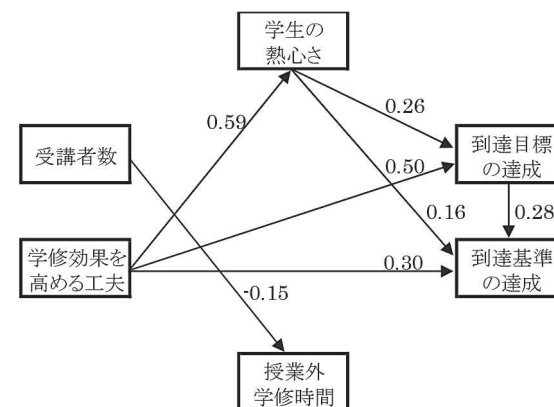 学生の
熱心さ
0.26
0.59
受講者数
到達目標
の達成
0.50
0.16
0.28
学修効果を
高める工夫
0.30
到達基準
の達成
-0.15
授業外
学修時間